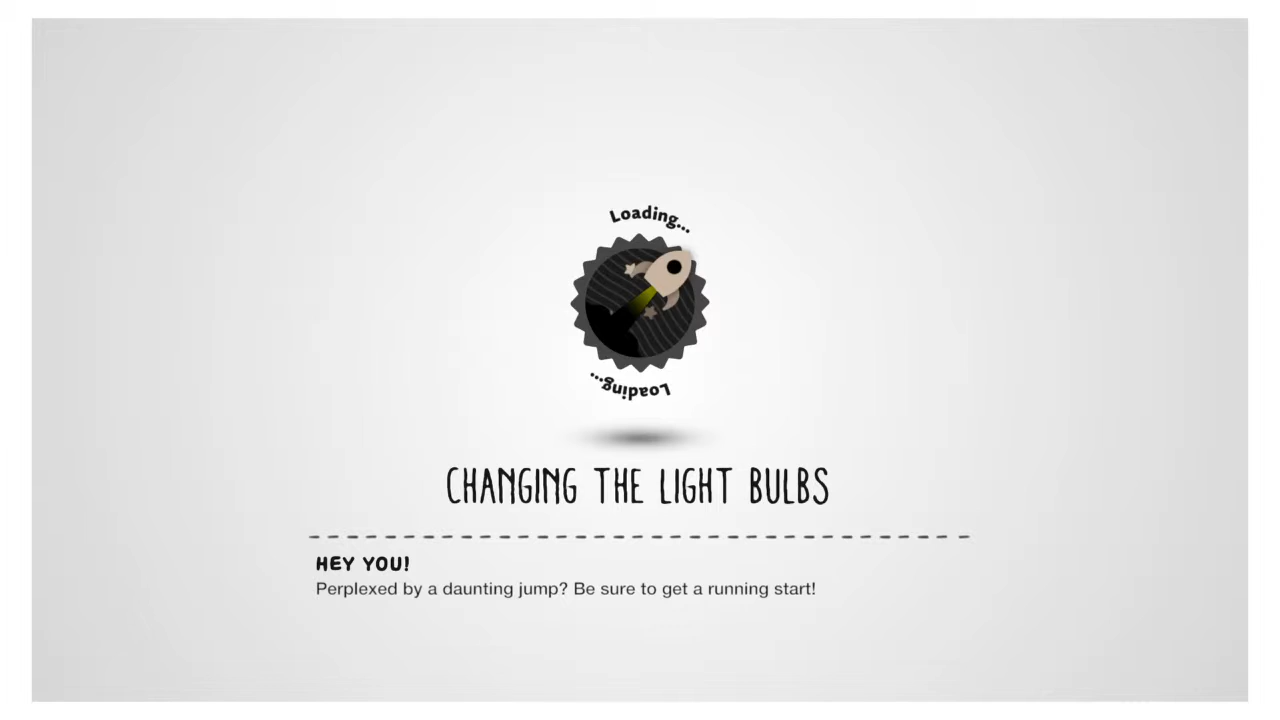 Loading...
Loading...
CHANGING THE LIGHT BULBS
HEY YOU!
Perplexed by a daunting jump? Be sure to get a running start!